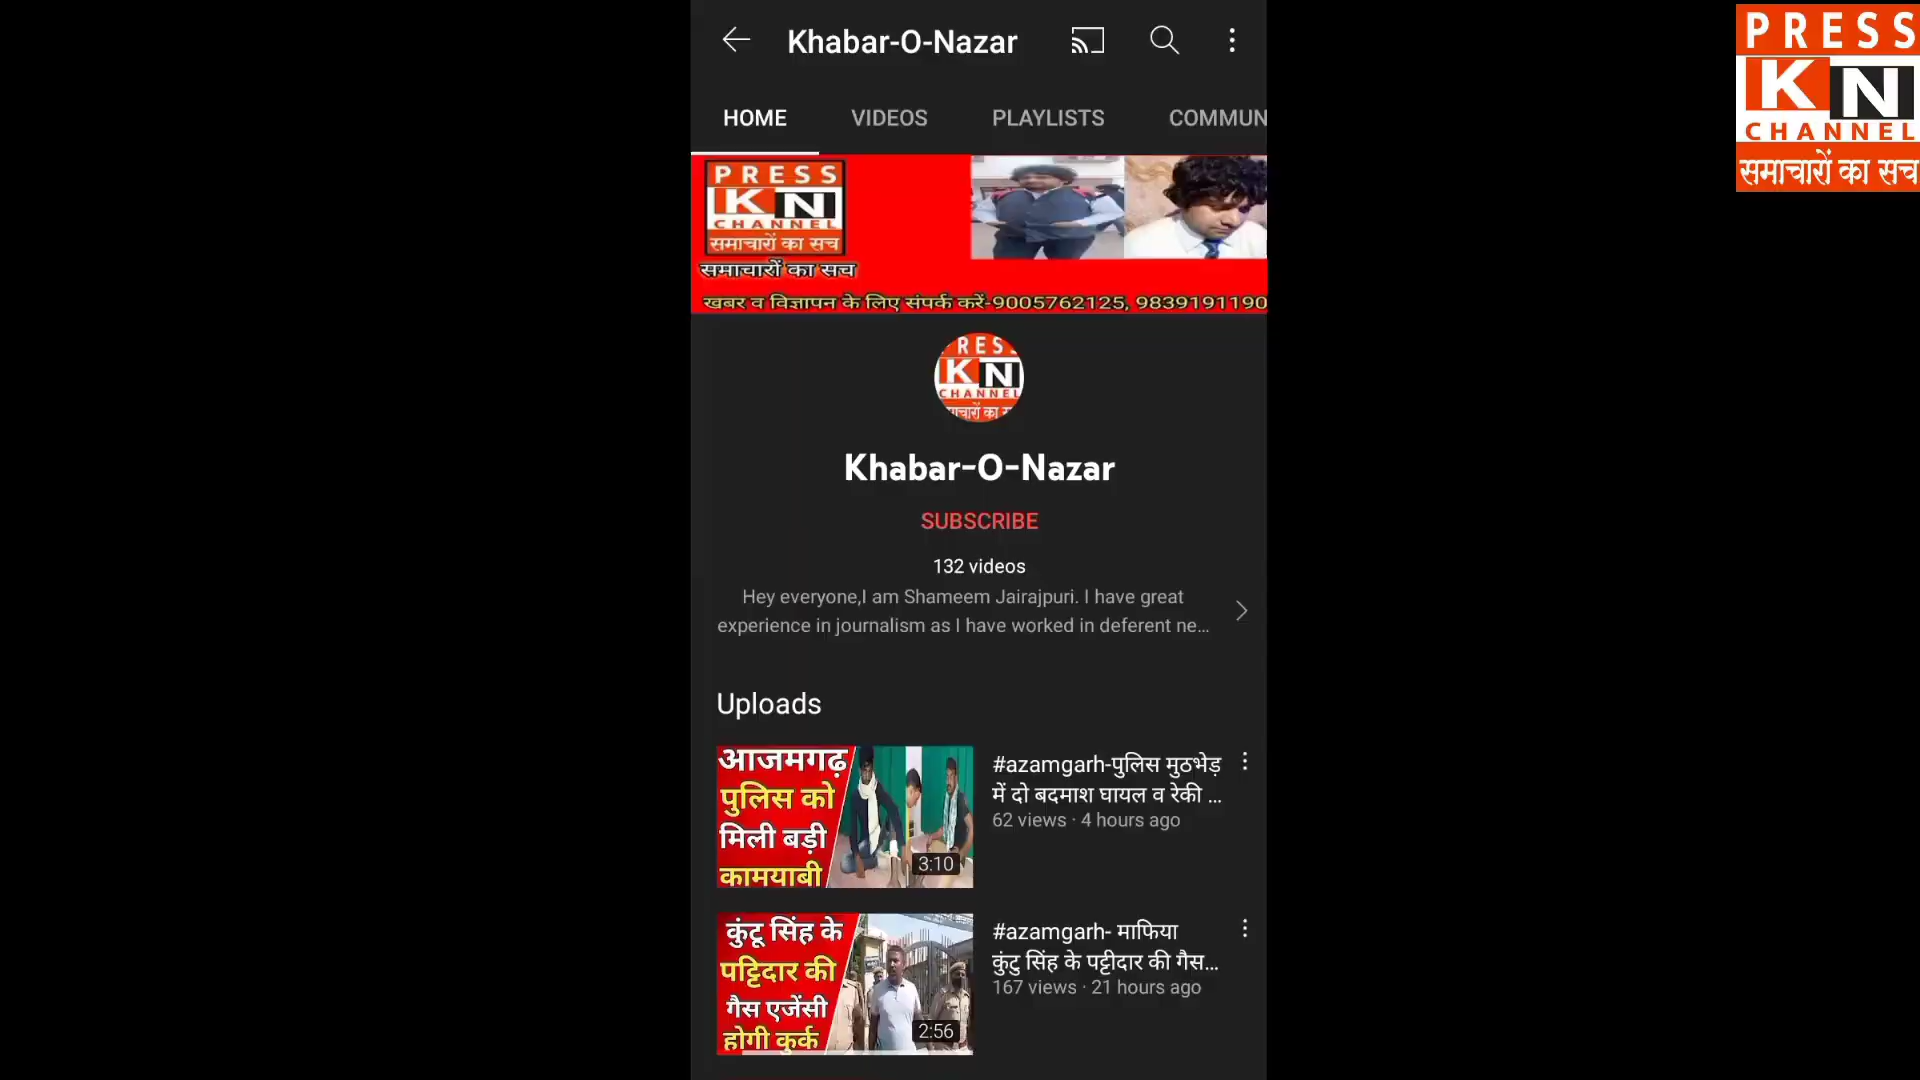 Khabar-O-Nazar
HOME VIDEOS PLAYLISTS COMMUN
PRESS
KN
CHANNEL
समाचारों का सच
PRESS
KN
CHANNEL
समाचारों का सच
समाचारों का सच
खबर व विज्ञापन के लिए संपर्क करें-9005762125, 9839191190
RES
KN
CHANNEL
Khabar-O-Nazar
SUBSCRIBE
132 videos
Hey everyone,I am Shameem Jairajpuri. I have great
experience in journalism as I have worked in deferent ne...
Uploads
आजमगढ़
पुलिस को
मिली बड़ी
कामयाबी
3:10
#azamgarh-पुलिस मुठभेड़
में दो बदमाश घायल व रेकी ...
62 views · 4 hours ago
कुंटू सिंह के
पट्टिदार की
गैस एजेंसी
होगी कुर्क
2:56
#azamgarh- माफिया
कुंटु सिंह के पट्टीदार की गैस...
167 views · 21 hours ago